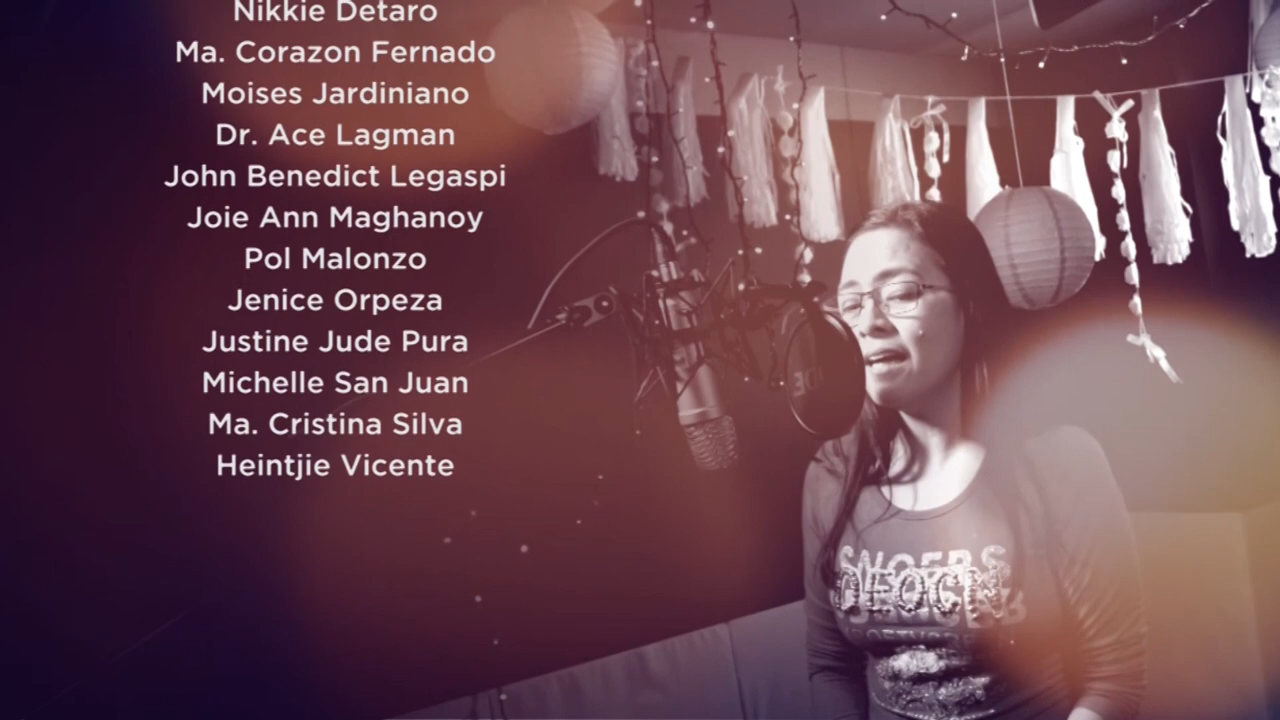 Nikkie Detaro
Ma. Corazon Fernado
Moises Jardiniano
Dr. Ace Lagman
John Benedict Legaspi
Joie Ann Maghanoy
Pol Malonzo
Jenice Orpeza
Justine Jude Pura
Michelle San Juan
Ma. Cristina Silva
Heintjie Vicente